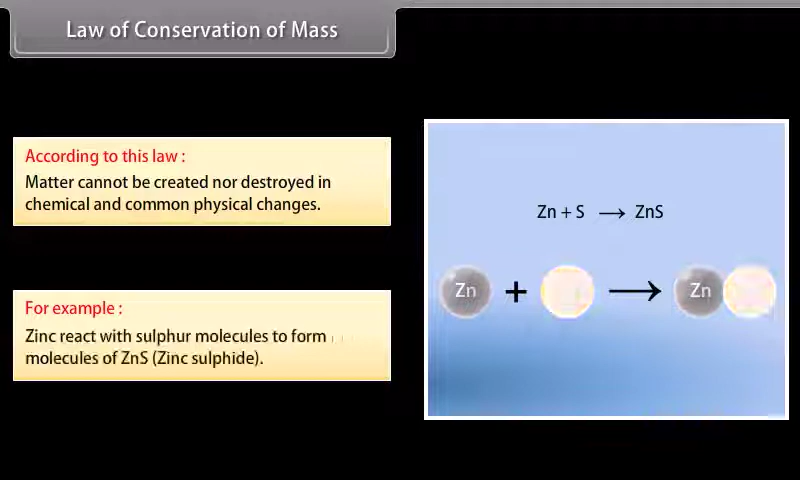 Law of Conservation of Mass
According to this law :
Matter cannot be created nor destroyed in
chemical and common physical changes.
For example :
Zinc react with sulphur molecules to form
molecules of ZnS (Zinc sulphide).
Zn + S → ZnS
Zn + → Zn